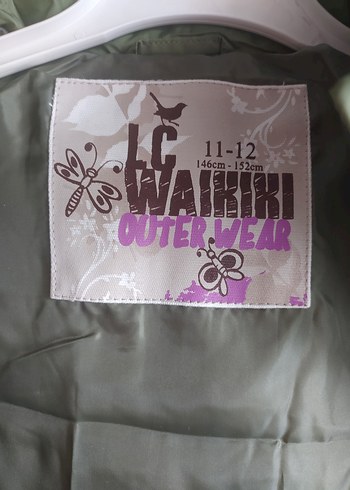 LC
11-12
146cm - 152cm
WAIKIKI
OUTER WEAR